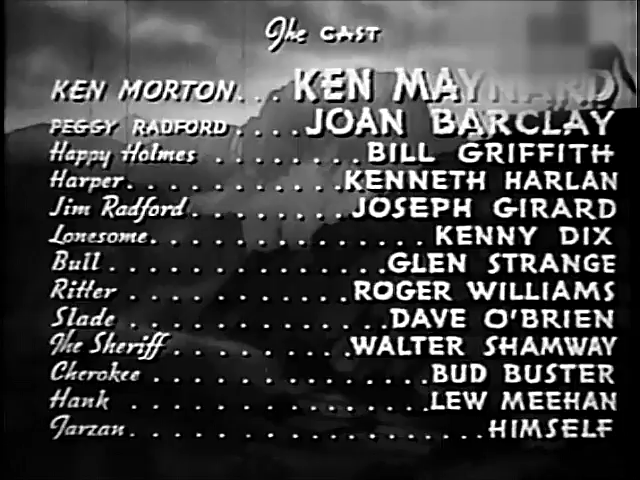 The CAST
KEN MORTON... KEN MAYNARD
PEGGY RADFORD.... JOAN BARCLAY
Happy Holmes ........ BILL GRIFFITH
Harper........... KENNETH HARLAN
Jim Radford........ JOSEPH GIRARD
Lonesome.............. KENNY DIX
Bull.............. GLEN STRANGE
Ritter ........... ROGER WILLIAMS
Slade ............. DAVE O'BRIEN
The Sheriff......... WALTER SHAMWAY
Cherokee ............. BUD BUSTER
Hank .............. LEW MEEHAN
Tarzan................. HIMSELF